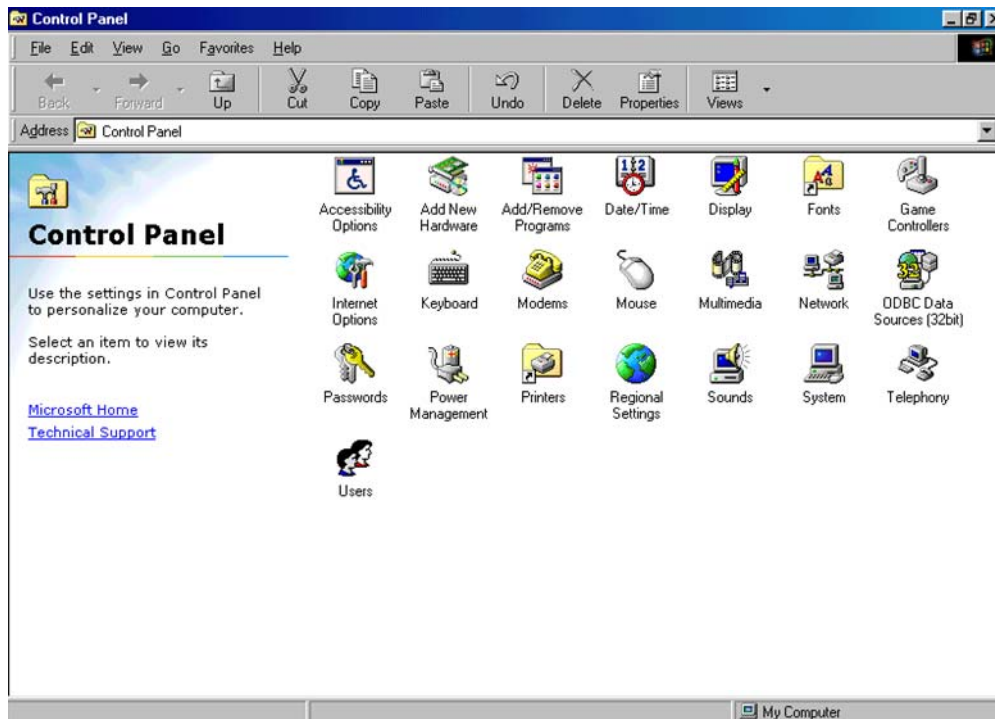 Control Panel
File Edit View Go Favorites Help
Back Forward Up Cut Copy Paste Undo Delete Properties Views
Address Control Panel
Control Panel
Use the settings in Control Panel
to personalize your computer.
Select an item to view its
description.
Microsoft Home
Technical Support
Accessibility Options
Add New Hardware
Add/Remove Programs
Date/Time
Display
Fonts
Game Controllers
Internet Options
Keyboard
Modems
Mouse
Multimedia
Network
ODBC Data Sources (32bit)
Passwords
Power Management
Printers
Regional Settings
Sounds
System
Telephony
Users
My Computer